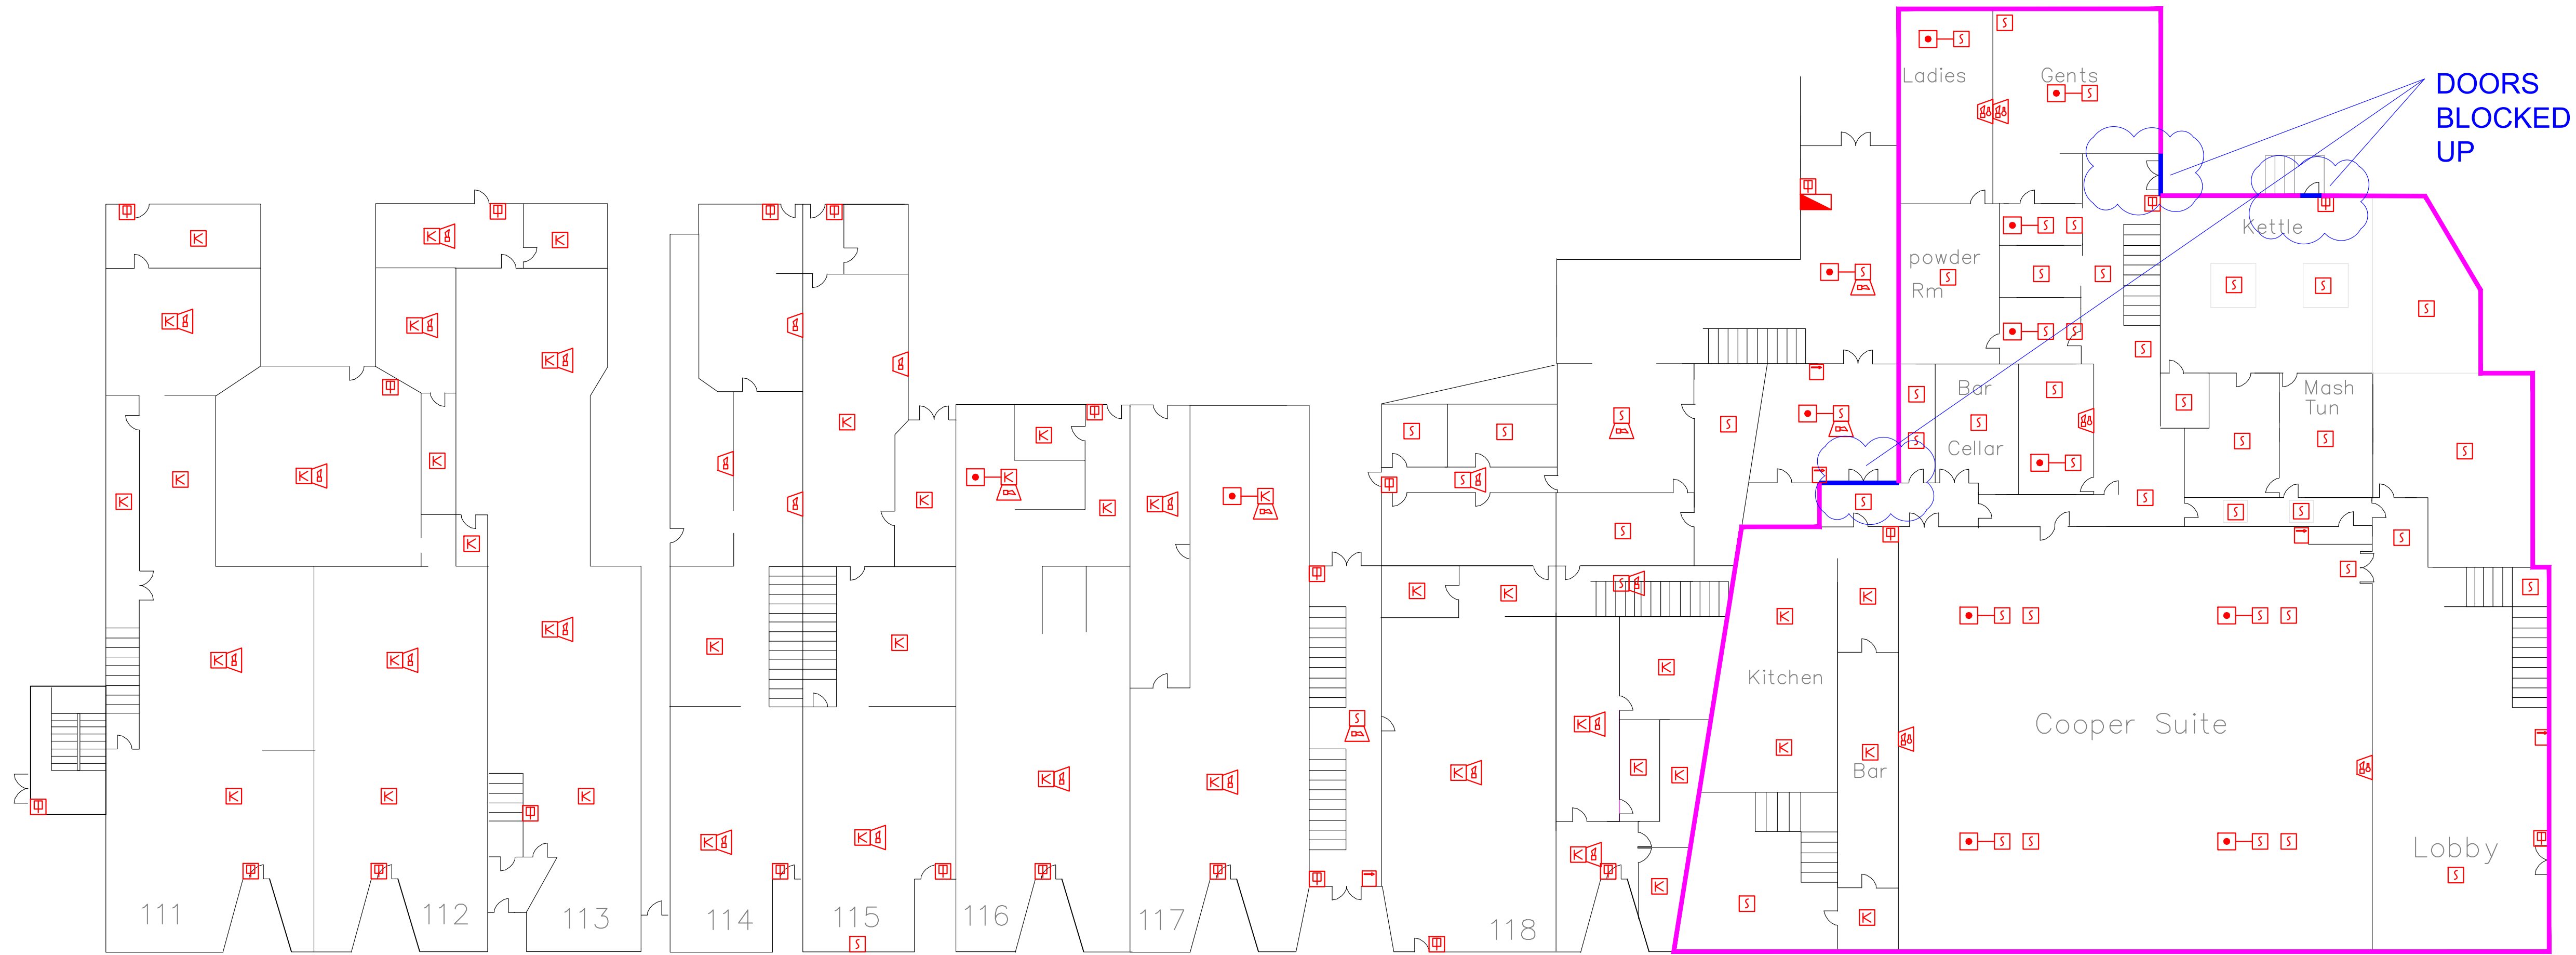 DOORS
BLOCKED
UP
Ladies
Gents
Kettle
powder
Rm
Bar
Cellar
Mash
Tun
Kitchen
Bar
Cooper Suite
Lobby
111
112
113
114
115
116
117
118